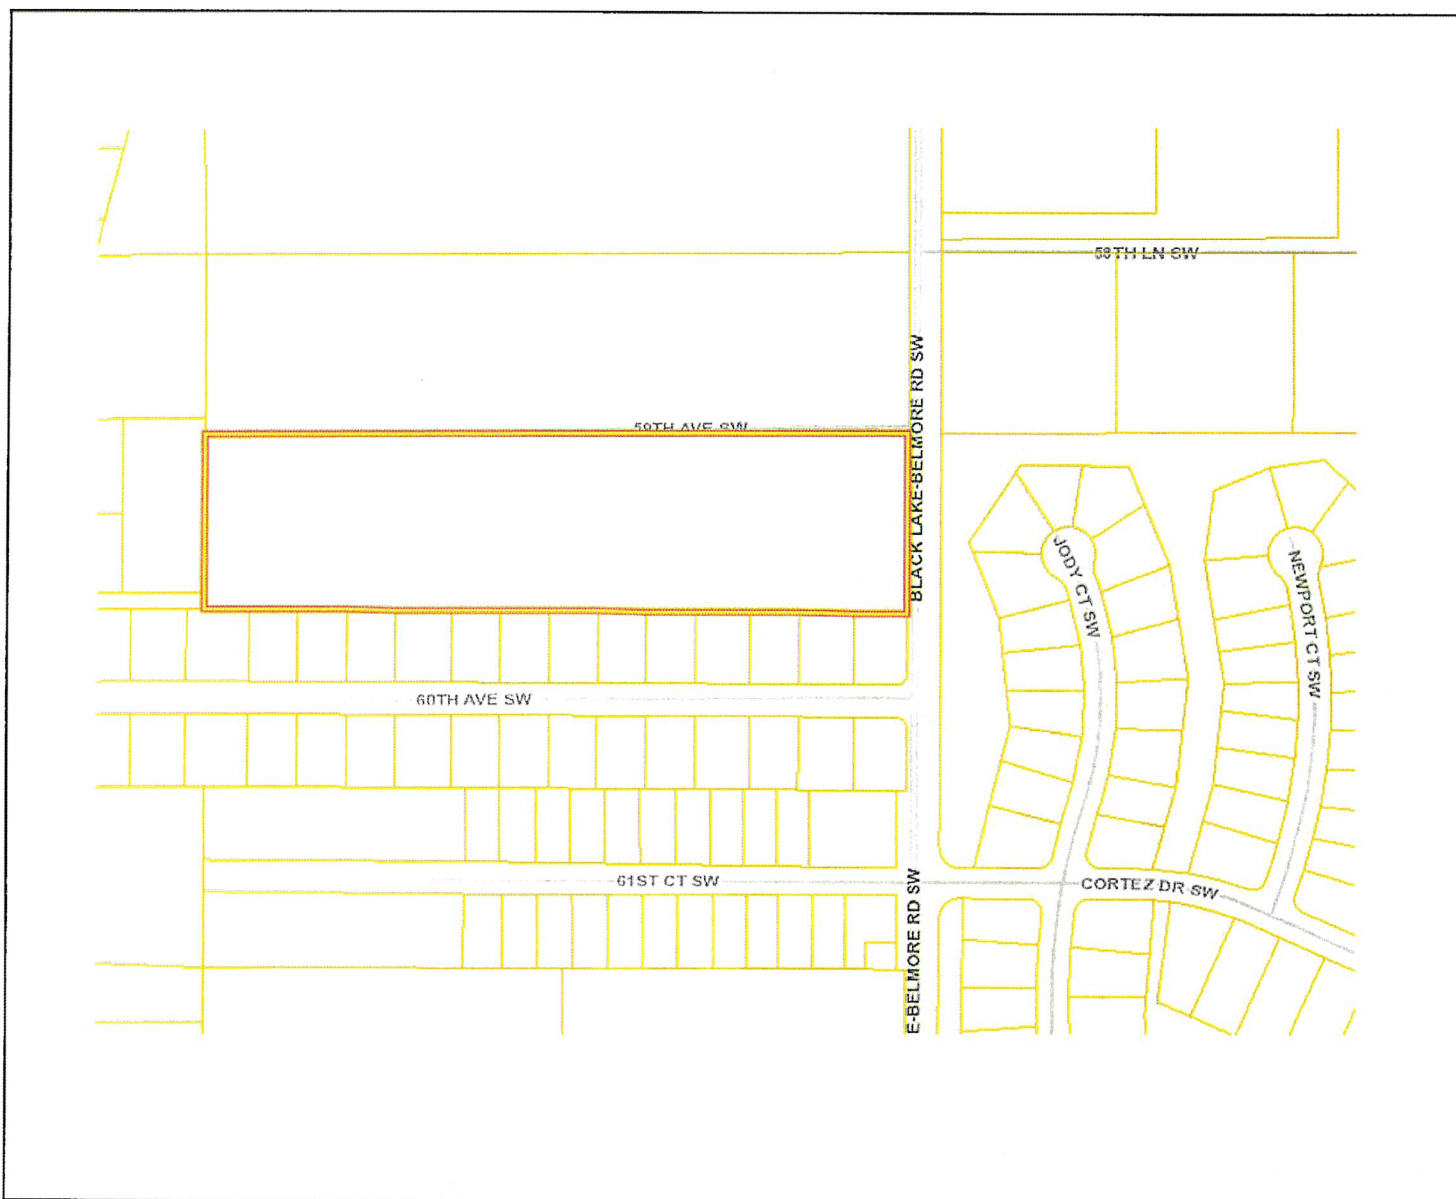 58TH LN SW
BLACK LAKE-BELMORE RD SW
59TH AVE SW
JODY CT SW
NEWPORT CT SW
60TH AVE SW
61ST CT SW
CORTEZ DR SW
E-BELMORE RD SW